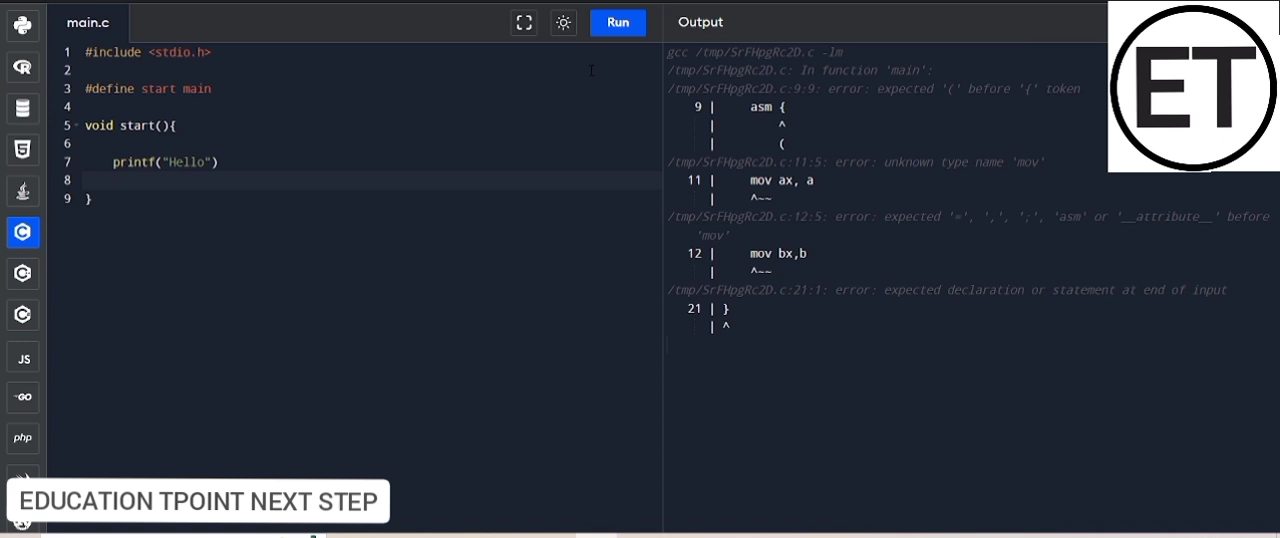 main.c
Run
Output
1 #include <stdio.h>
2
3 #define start main
4
5 void start(){
6
7 printf("Hello")
8
9 }
gcc /tmp/SrFHpgRc2D.c -lm
/tmp/SrFHpgRc2D.c: In function 'main':
/tmp/SrFHpgRc2D.c:9:9: error: expected '(' before '{' token
9 | asm {
| ^
| (
/tmp/SrFHpgRc2D.c:11:5: error: unknown type name 'mov'
11 | mov ax, a
| ^~~
/tmp/SrFHpgRc2D.c:12:5: error: expected '=', ',', ';', 'asm' or '__attribute__' before
'mov'
12 | mov bx,b
| ^~~
/tmp/SrFHpgRc2D.c:21:1: error: expected declaration or statement at end of input
21 | }
| ^
ET
R
5
C
C
C
JS
GO
php
EDUCATION TPOINT NEXT STEP